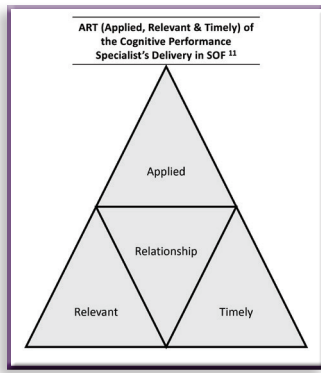 ART (Applied, Relevant & Timely) of
the Cognitive Performance
Specialist's Delivery in SOF 11
Applied
Relationship
Relevant
Timely